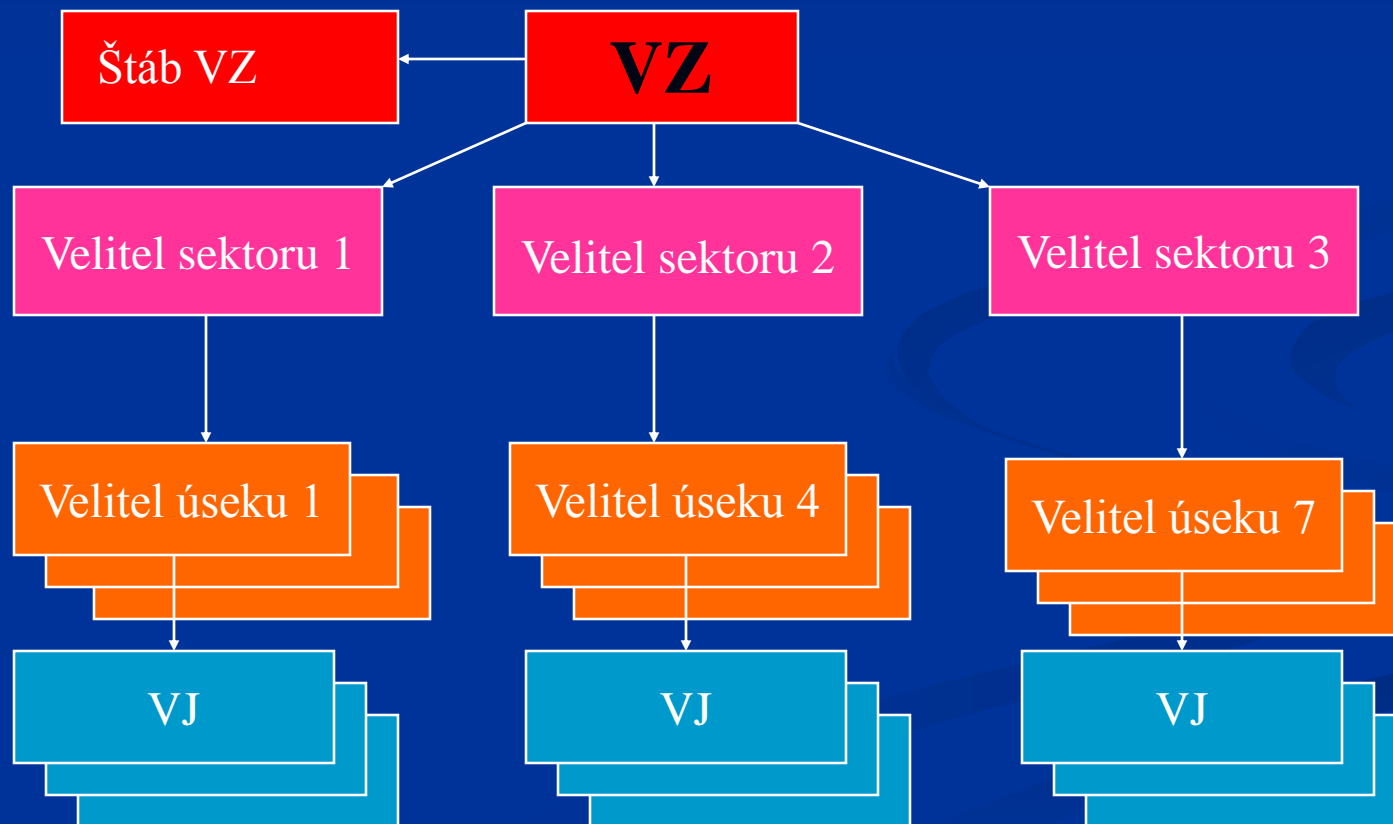 Štáb VZ
VZ
Velitel sektoru 1
Velitel sektoru 2
Velitel sektoru 3
Velitel úseku 1
Velitel úseku 4
Velitel úseku 7
VJ
VJ
VJ